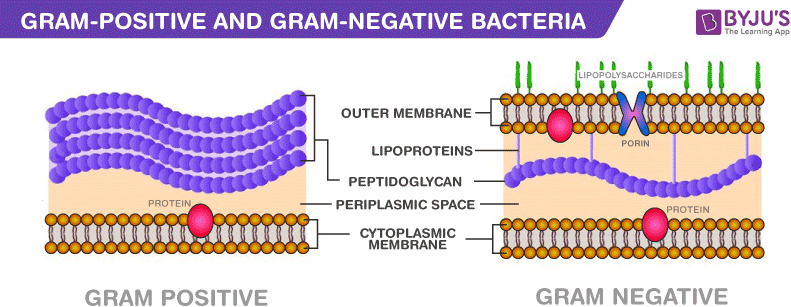 GRAM-POSITIVE AND GRAM-NEGATIVE BACTERIA
BYJU'S
The Learning App
LIPOPOLYSACCHARIDES
OUTER MEMBRANE
PORIN
LIPOPROTEINS
PEPTIDOGLYCAN
PROTEIN
PERIPLASMIC SPACE
PROTEIN
CYTOPLASMIC
MEMBRANE
GRAM POSITIVE
GRAM NEGATIVE